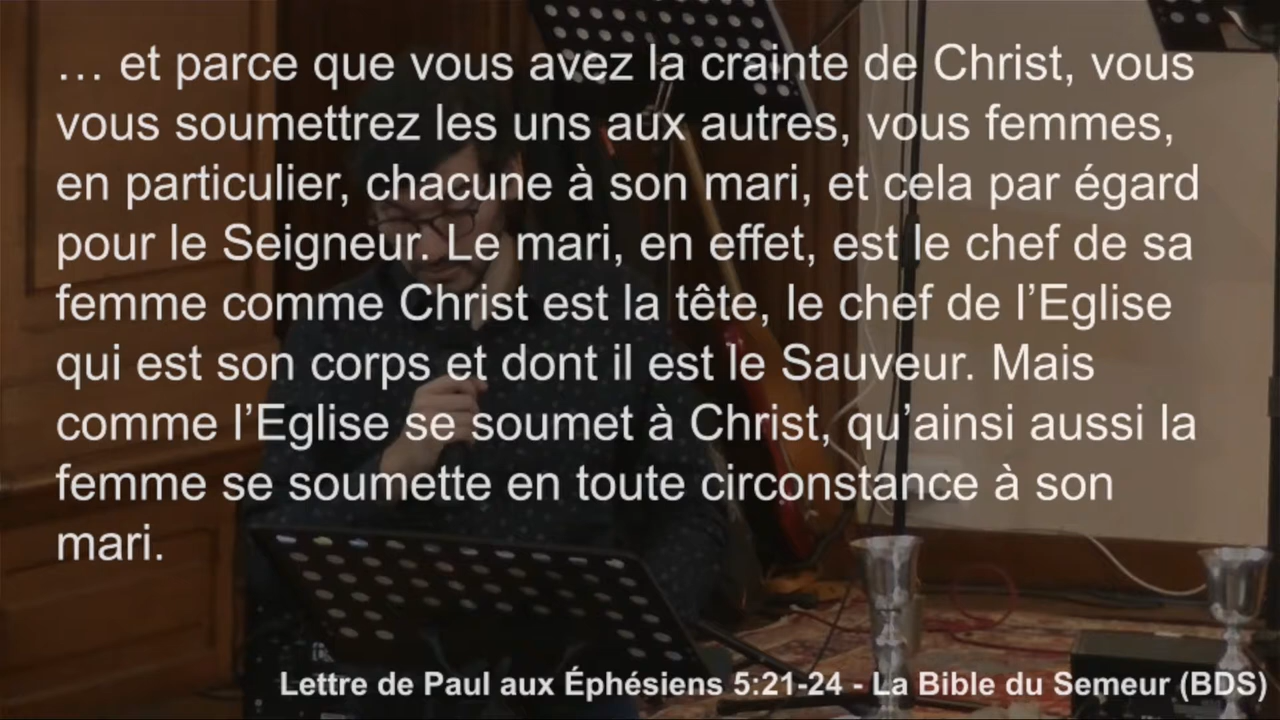 … et parce que vous avez la crainte de Christ, vous
vous soumettrez les uns aux autres, vous femmes,
en particulier, chacune à son mari, et cela par égard
pour le Seigneur. Le mari, en effet, est le chef de sa
femme comme Christ est la tête, le chef de l’Eglise
qui est son corps et dont il est le Sauveur. Mais
comme l’Eglise se soumet à Christ, qu’ainsi aussi la
femme se soumette en toute circonstance à son
mari.
Lettre de Paul aux Éphésiens 5:21-24 - La Bible du Semeur (BDS)